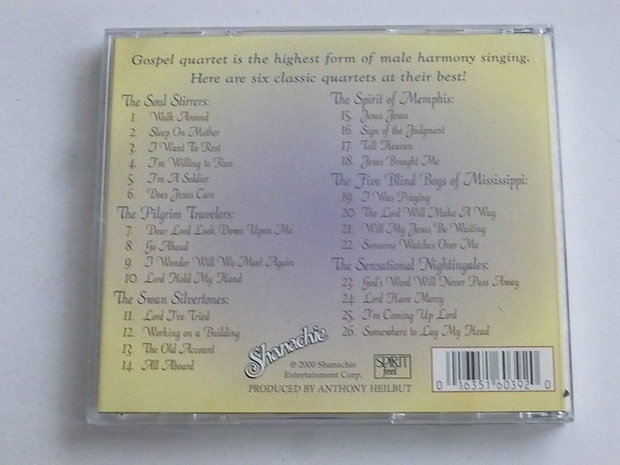 Gospel quartet is the highest form of male harmony singing.
Here are six classic quartets at their best!
The Soul Stirrers:
1. Walk Around
2. Sleep On Mother
3. I Want To Rest
4. I'm Willing to Run
5. I'm A Soldier
6. Does Jesus Care
The Pilgrim Travelers:
7. Dear Lord Look Down Upon Me
8. Go Ahead
9. I Wonder Will We Meet Again
10. Lord Hold My Hand
The Swan Silvertones:
11. Lord I've Tried
12. Working on a Building
13. The Old Account
14. All Aboard
The Spirit of Memphis:
15. Jesus Jesus
16. Sign of the Judgment
17. Tell Heaven
18. Jesus Brought Me
The Five Blind Boys of Mississippi:
19. I Was Praying
20 The Lord Will Make A Way
21. Will My Jesus Be Waiting
22. Someone Watches Over Me
The Sensational Nightingales:
23. God's Word Will Never Pass Away
24. Lord Have Mercy
25. I'm Coming Up Lord
26. Somewhere to Lay My Head
Shanachie
© 2000 Shanachie
Entertainment Corp.
PRODUCED BY ANTHONY HEILBUT
SPIRIT
feel
0 16351 60392 0